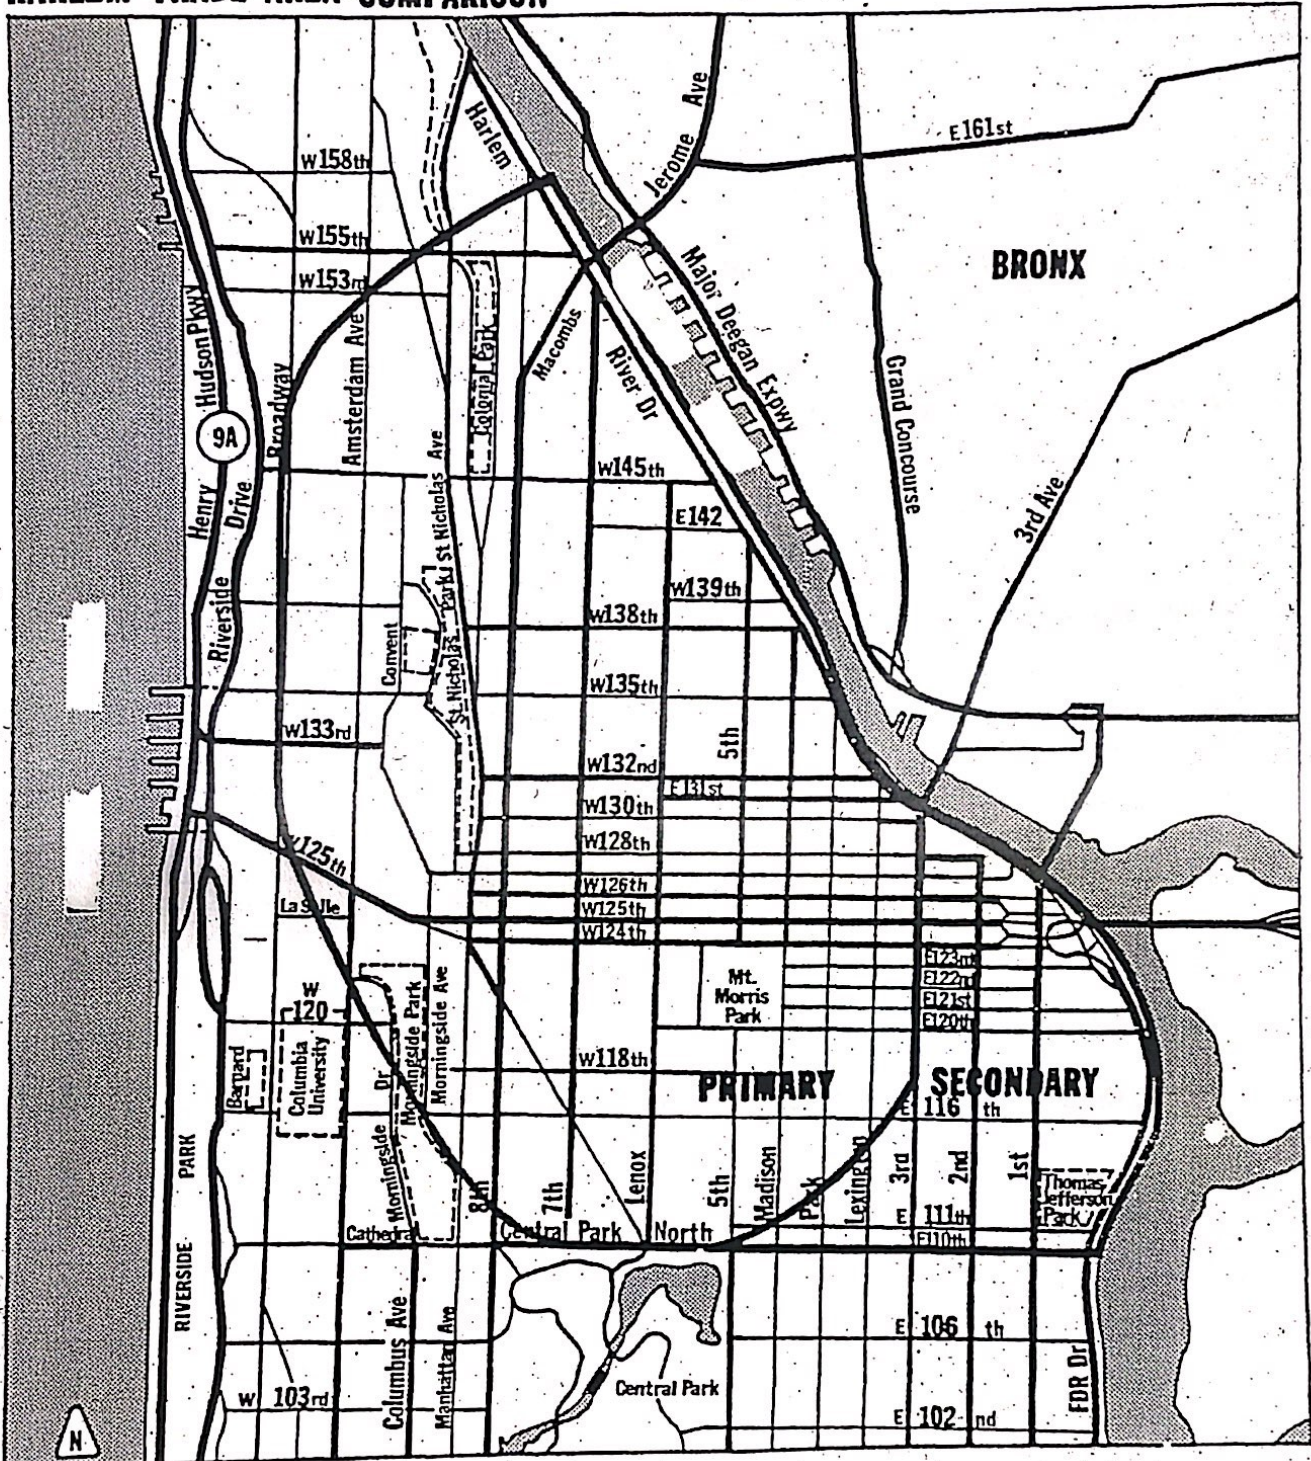 COMPARISON
Harlem
Ave
Jerome
E 161st
W158th
W155th
W153rd
BRONX
Major Deegan Expwy
Hudson Pkwy
Broadway
Amsterdam Ave
Colonial Park
Macombs
River Dr
Grand Concourse
9A
St Nicholas Ave
W145th
3rd Ave
Henry
Drive
E 142
Park
W139th
W138th
Riverside
Convent
St Nicholas
W135th
W133rd
5th
W132nd
E 131st
W130th
W128th
W125th
W126th
W125th
La Salle
W124th
E123rd
E122nd
E121st
E120th
Mt.
Morris
Park
W
120
Morningside Park
Morningside Ave
W118th
Barnard
Columbia
University
Dr
PRIMARY
SECONDARY
E 116 th
PARK
Morningside
8th
7th
Lenox
5th
Madison
Park
Lexington
3rd
2nd
1st
Thomas
Jefferson
Park
E 111th
Cathedral
Central Park North
E110th
RIVERSIDE
Columbus Ave
Manhattan Ave
E 106 th
FDR Dr
Central Park
W 103rd
E 102 nd
N